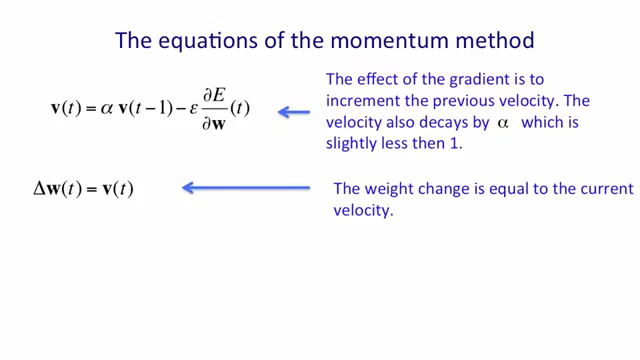 The equations of the momentum method
v(t) = α v(t−1) − ε ∂E/∂w (t)
The effect of the gradient is to
increment the previous velocity. The
velocity also decays by α which is
slightly less then 1.
Δw(t) = v(t)
The weight change is equal to the current
velocity.